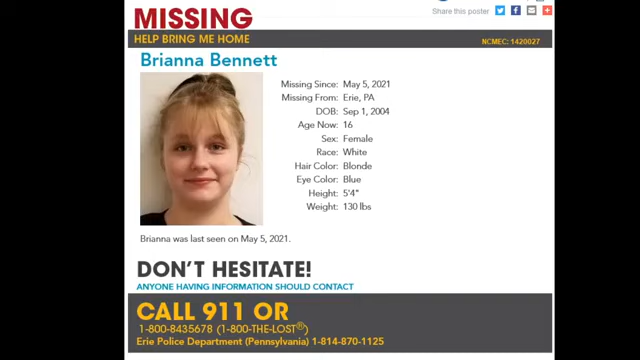 MISSING
Share this poster
HELP BRING ME HOME
NCMEC: 1420027
Brianna Bennett
Missing Since: May 5, 2021
Missing From: Erie, PA
DOB: Sep 1, 2004
Age Now: 16
Sex: Female
Race: White
Hair Color: Blonde
Eye Color: Blue
Height: 5'4"
Weight: 130 lbs
Brianna was last seen on May 5, 2021.
DON'T HESITATE!
ANYONE HAVING INFORMATION SHOULD CONTACT
CALL 911 OR
1-800-8435678 (1-800-THE-LOST®)
Erie Police Department (Pennsylvania) 1-814-870-1125